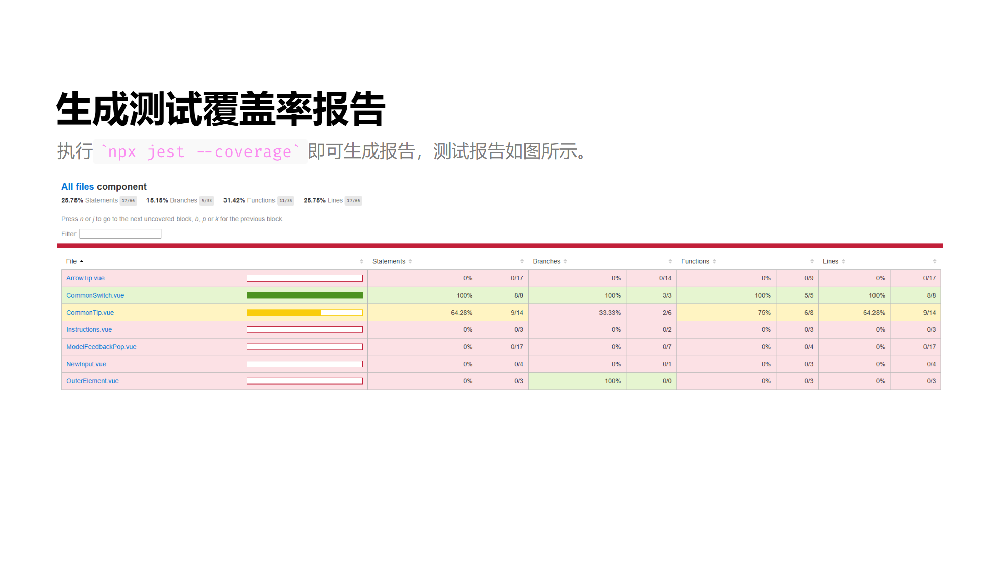 生成测试覆盖率报告
执行`npx jest --coverage`即可生成报告，测试报告如图所示。
All files component
25.75% Statements 17/66 15.15% Branches 5/33 31.42% Functions 11/35 25.75% Lines 17/66
Press n or j to go to the next uncovered block, b, p or k for the previous block.
Filter:
File Statements Branches Functions Lines
ArrowTip.vue 0% 0/17 0% 0/14 0% 0/9 0% 0/17
CommonSwitch.vue 100% 8/8 100% 3/3 100% 5/5 100% 8/8
CommonTip.vue 64.28% 9/14 33.33% 2/6 75% 6/8 64.28% 9/14
Instructions.vue 0% 0/3 0% 0/2 0% 0/3 0% 0/3
ModelFeedbackPop.vue 0% 0/17 0% 0/7 0% 0/4 0% 0/17
NewInput.vue 0% 0/4 0% 0/1 0% 0/3 0% 0/4
OuterElement.vue 0% 0/3 100% 0/0 0% 0/3 0% 0/3